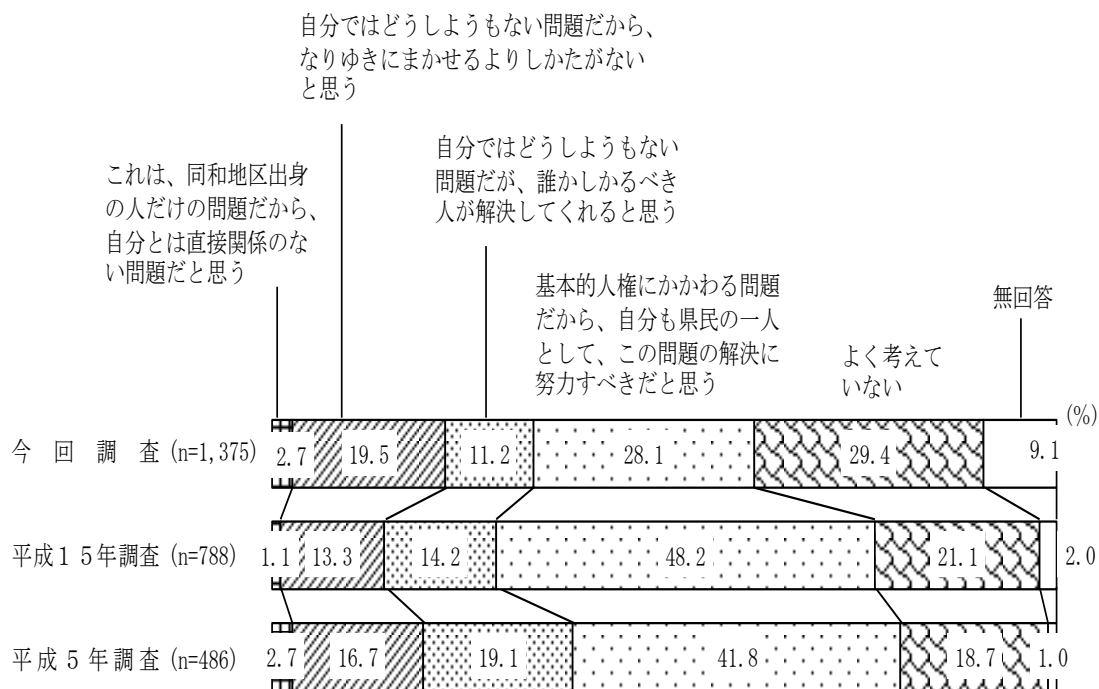 自分ではどうしようもない問題だから、
なりゆきにまかせるよりしかたがない
と思う
自分ではどうしようもない
問題だが、誰かしかるべき
人が解決してくれると思う
これは、同和地区出身
の人だけの問題だから、
自分とは直接関係のな
い問題だと思う
基本的人権にかかわる問題
だから、自分も県民の一人
として、この問題の解決に
努力すべきだと思う
無回答
よく考えて
いない
(%)
今 回 調 査 (n=1,375) 2.7 19.5 11.2 28.1 29.4 9.1
平成15年調査 (n=788) 1.1 13.3 14.2 48.2 21.1 2.0
平成5年調査 (n=486) 2.7 16.7 19.1 41.8 18.7 1.0